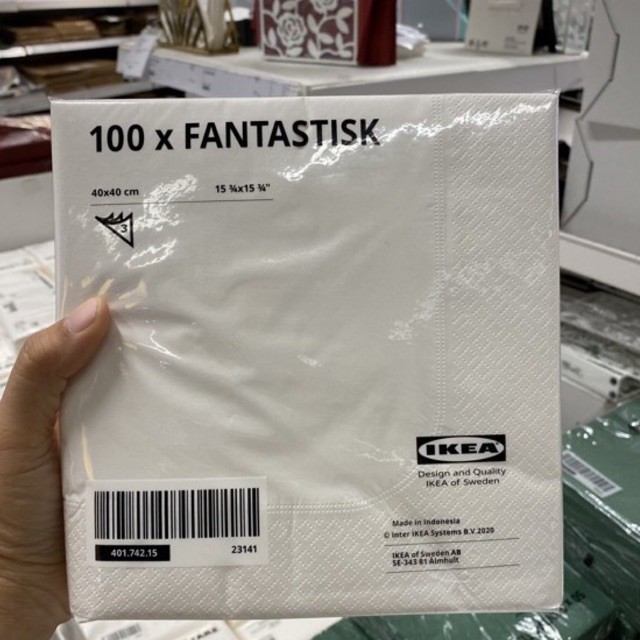 100 x FANTASTISK
40x40 cm 15 ¾x15 ¾"
3
IKEA
Design and Quality
IKEA of Sweden
401.742.15 23141
Made in Indonesia
© Inter IKEA Systems B.V. 2020
IKEA of Sweden AB
SE-343 81 Älmhult